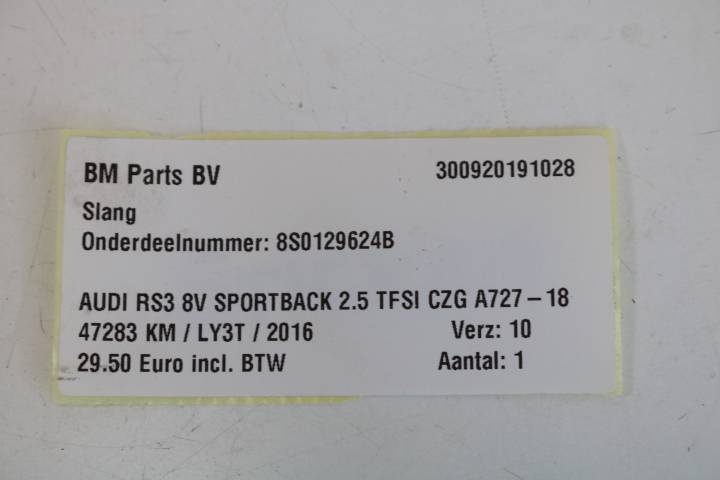 BM Parts BV 300920191028
Slang
Onderdeelnummer: 8S0129624B
AUDI RS3 8V SPORTBACK 2.5 TFSI CZG A727-18
47283 KM / LY3T / 2016 Verz: 10
29.50 Euro incl. BTW Aantal: 1